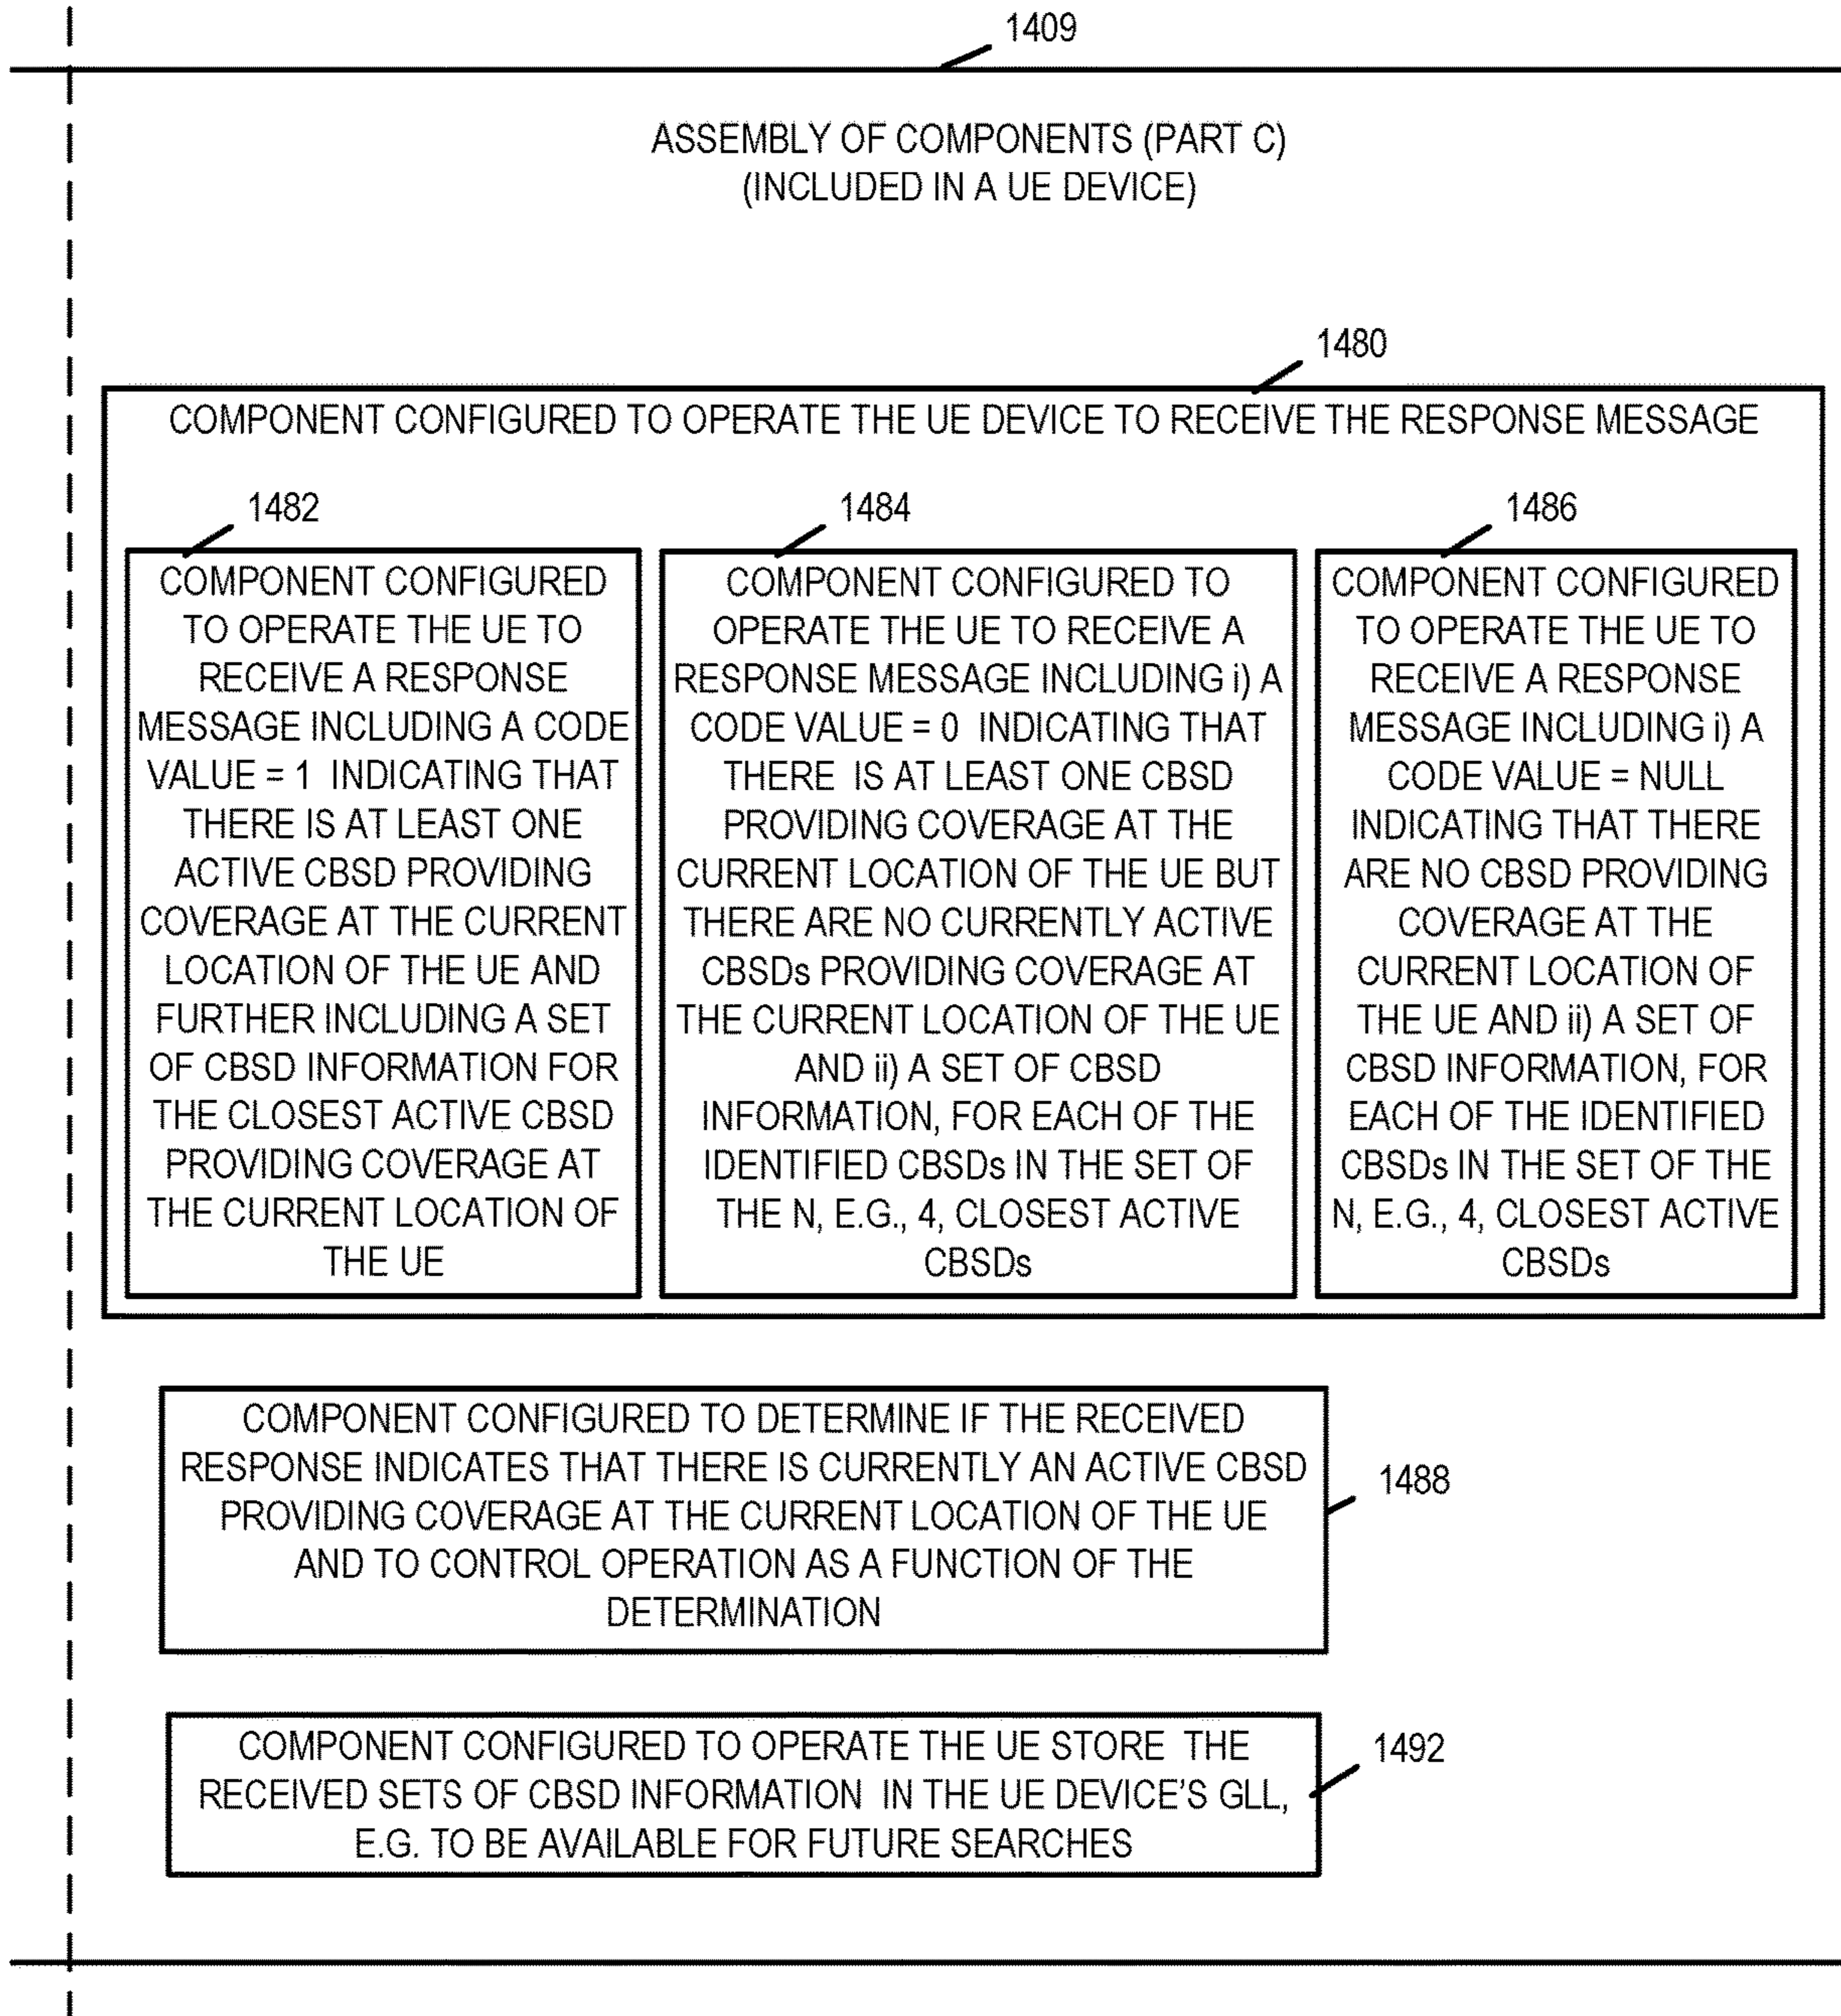 1409
ASSEMBLY OF COMPONENTS (PART C)
(INCLUDED IN A UE DEVICE)
1480
COMPONENT CONFIGURED TO OPERATE THE UE DEVICE TO RECEIVE THE RESPONSE MESSAGE
1482
COMPONENT CONFIGURED
TO OPERATE THE UE TO
RECEIVE A RESPONSE
MESSAGE INCLUDING A CODE
VALUE = 1 INDICATING THAT
THERE IS AT LEAST ONE
ACTIVE CBSD PROVIDING
COVERAGE AT THE CURRENT
LOCATION OF THE UE AND
FURTHER INCLUDING A SET
OF CBSD INFORMATION FOR
THE CLOSEST ACTIVE CBSD
PROVIDING COVERAGE AT
THE CURRENT LOCATION OF
THE UE
1484
COMPONENT CONFIGURED TO
OPERATE THE UE TO RECEIVE A
RESPONSE MESSAGE INCLUDING i) A
CODE VALUE = 0 INDICATING THAT
THERE IS AT LEAST ONE CBSD
PROVIDING COVERAGE AT THE
CURRENT LOCATION OF THE UE BUT
THERE ARE NO CURRENTLY ACTIVE
CBSDs PROVIDING COVERAGE AT
THE CURRENT LOCATION OF THE UE
AND ii) A SET OF CBSD
INFORMATION, FOR EACH OF THE
IDENTIFIED CBSDs IN THE SET OF
THE N, E.G., 4, CLOSEST ACTIVE
CBSDs
1486
COMPONENT CONFIGURED
TO OPERATE THE UE TO
RECEIVE A RESPONSE
MESSAGE INCLUDING i) A
CODE VALUE = NULL
INDICATING THAT THERE
ARE NO CBSD PROVIDING
COVERAGE AT THE
CURRENT LOCATION OF
THE UE AND ii) A SET OF
CBSD INFORMATION, FOR
EACH OF THE IDENTIFIED
CBSDs IN THE SET OF THE
N, E.G., 4, CLOSEST ACTIVE
CBSDs
COMPONENT CONFIGURED TO DETERMINE IF THE RECEIVED
RESPONSE INDICATES THAT THERE IS CURRENTLY AN ACTIVE CBSD
PROVIDING COVERAGE AT THE CURRENT LOCATION OF THE UE
AND TO CONTROL OPERATION AS A FUNCTION OF THE
DETERMINATION
1488
COMPONENT CONFIGURED TO OPERATE THE UE STORE THE
RECEIVED SETS OF CBSD INFORMATION IN THE UE DEVICE'S GLL,
E.G. TO BE AVAILABLE FOR FUTURE SEARCHES
1492